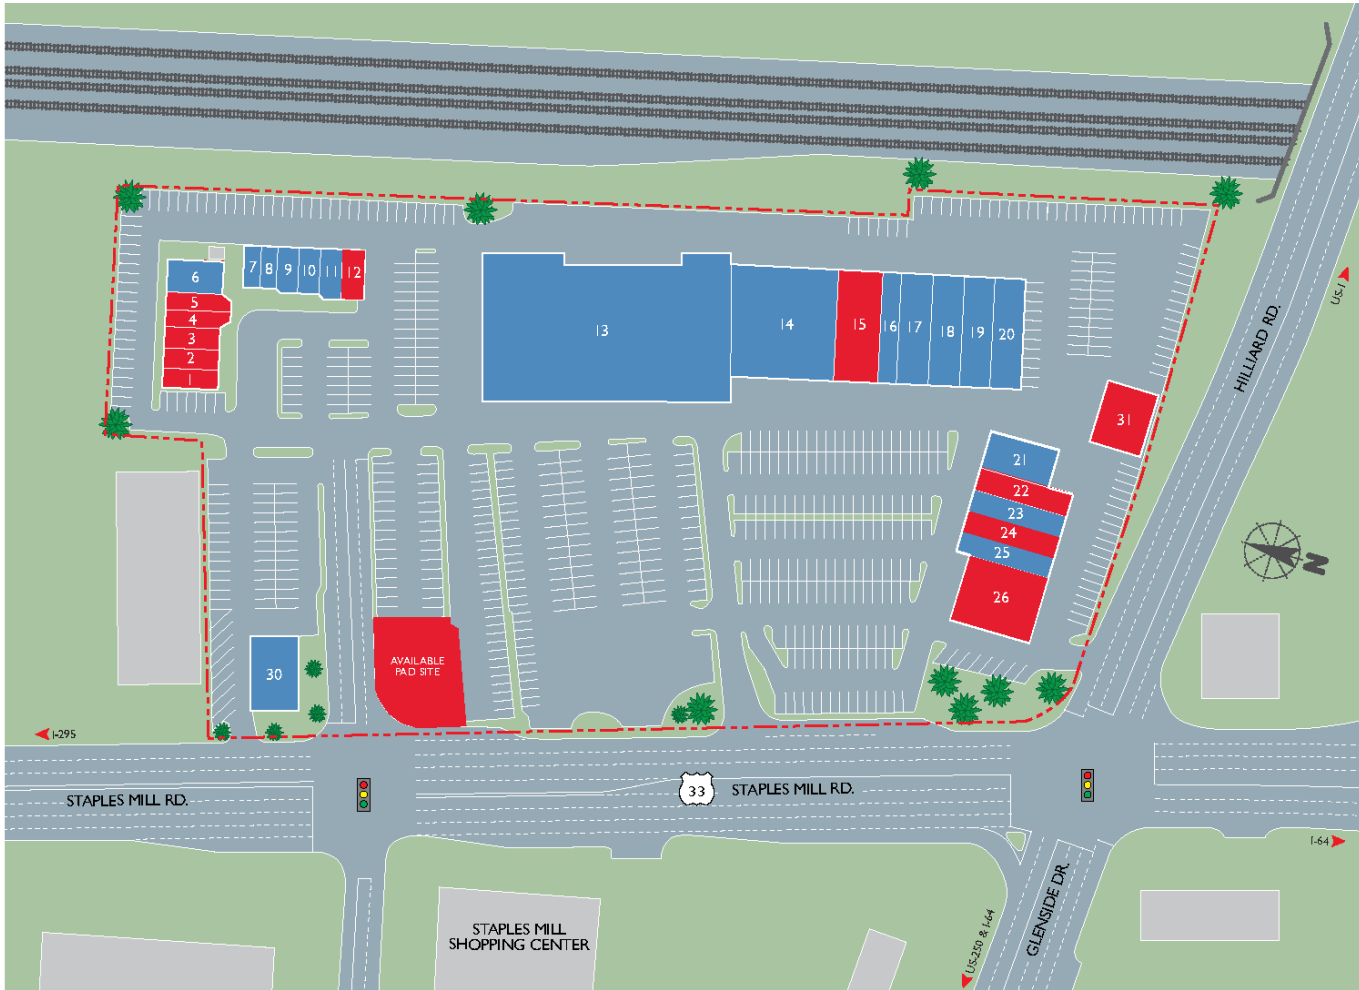 US-1
HILLIARD RD.
6
7
8
9
10
11
12
5
4
3
2
1
13
14
15
16
17
18
19
20
31
21
22
23
24
25
26
N
30
AVAILABLE
PAD SITE
I-295
33
STAPLES MILL RD.
STAPLES MILL RD.
I-64
GLENSIDE DR.
US-250 & I-64
STAPLES MILL
SHOPPING CENTER